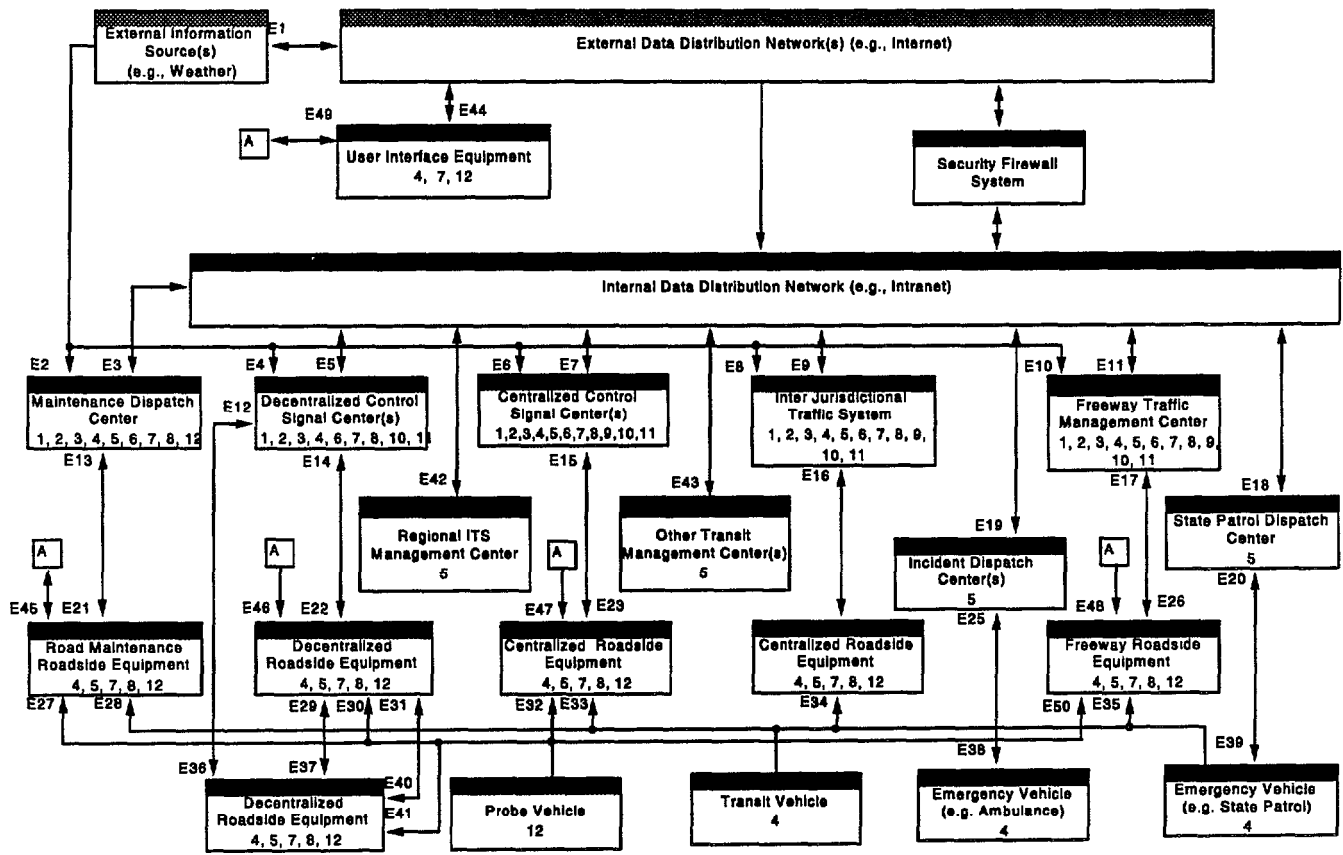 External Information
Source(s)
(e.g., Weather)
E1
External Data Distribution Network(s) (e.g., Internet)
E49
E44
A
User Interface Equipment
4, 7, 12
Security Firewall
System
Internal Data Distribution Network (e.g., Intranet)
E2
E3
E4
E5
E6
E7
E8
E9
E10
E11
Maintenance Dispatch
Center
1, 2, 3, 4, 5, 6, 7, 8, 12
E12
Decentralized Control
Signal Center(s)
1, 2, 3, 4, 6, 7, 8, 10, 11
Centralized Control
Signal Center(s)
1,2,3,4,5,6,7,8,9,10,11
Inter Jurisdictional
Traffic System
1, 2, 3, 4, 5, 6, 7, 8, 9,
10, 11
Freeway Traffic
Management Center
1, 2, 3, 4, 5, 6, 7, 8, 9,
10, 11
E13
E14
E15
E16
E17
E42
E43
E18
E19
Regional ITS
Management Center
5
Other Transit
Management Center(s)
5
Incident Dispatch
Center(s)
5
State Patrol Dispatch
Center
5
E20
A
A
A
A
E45
E21
E46
E22
E47
E23
E25
E48
E26
Road Maintenance
Roadside Equipment
4, 5, 7, 8, 12
Decentralized
Roadside Equipment
4, 5, 7, 8, 12
Centralized Roadside
Equipment
4, 5, 7, 8, 12
Centralized Roadside
Equipment
4, 5, 7, 8, 12
Freeway Roadside
Equipment
4, 5, 7, 8, 12
E27
E28
E29
E30
E31
E32
E33
E34
E50
E35
E36
E37
E40
E41
E38
E39
Decentralized
Roadside Equipment
4, 5, 7, 8, 12
Probe Vehicle
12
Transit Vehicle
4
Emergency Vehicle
(e.g. Ambulance)
4
Emergency Vehicle
(e.g. State Patrol)
4